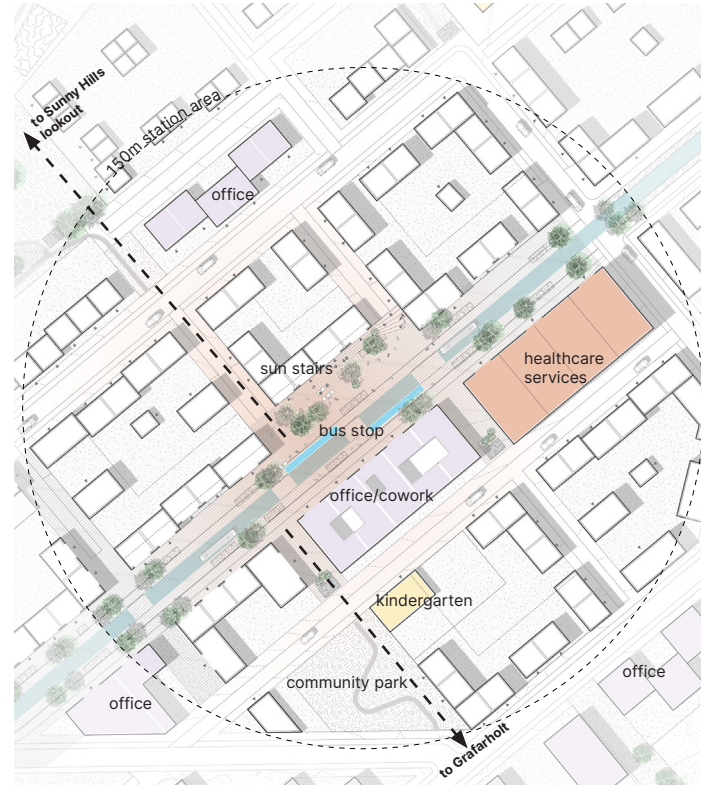 to Sunny Hills
lookout
150m station area
office
sun stairs
healthcare
services
bus stop
office/cowork
kindergarten
office
community park
office
to Grafarholt